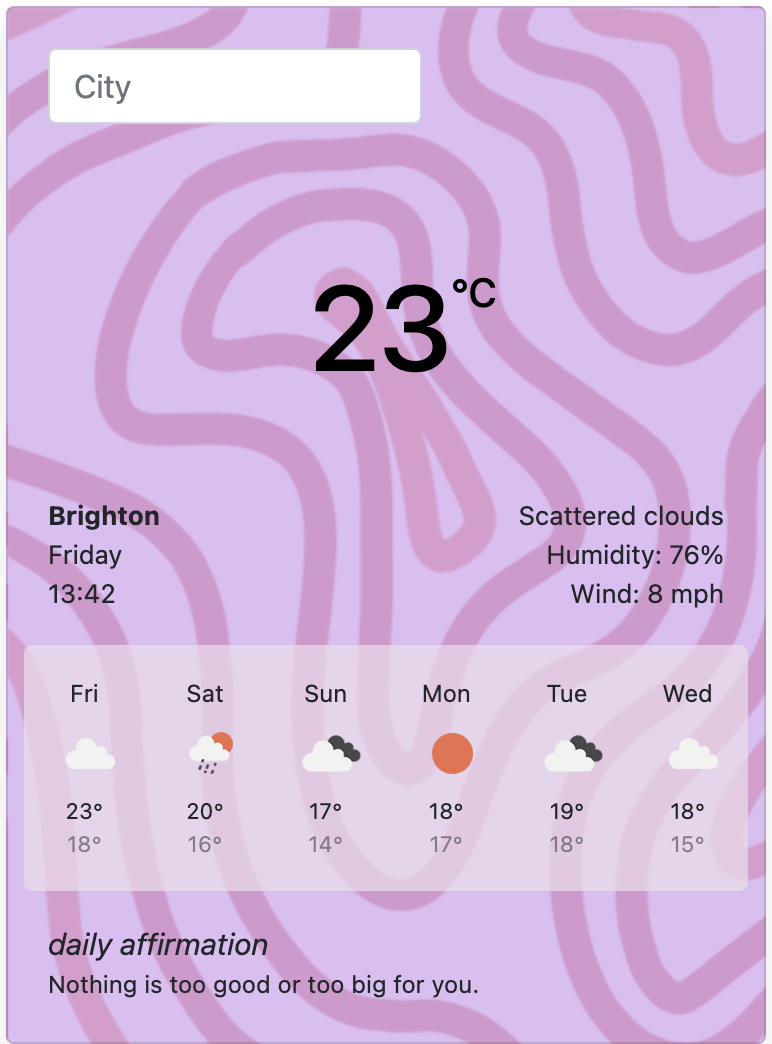 City
23°C
Brighton
Friday
13:42
Scattered clouds
Humidity: 76%
Wind: 8 mph
Fri Sat Sun Mon Tue Wed
23° 20° 17° 18° 19° 18°
18° 16° 14° 17° 18° 15°
daily affirmation
Nothing is too good or too big for you.